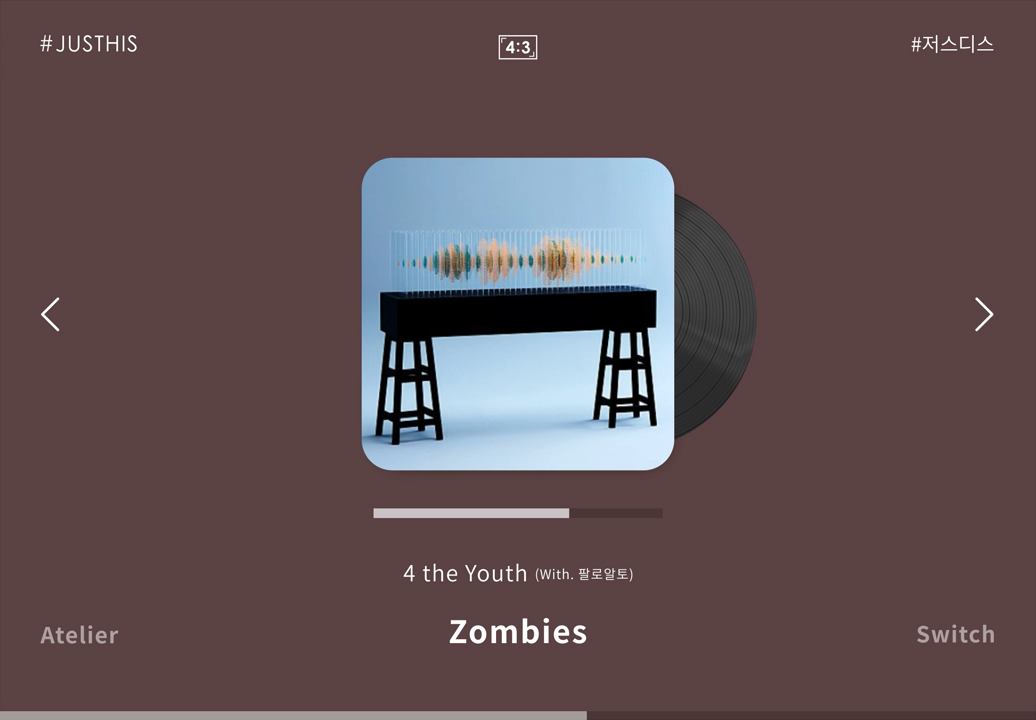 #JUSTHIS
4:3
#저스디스
4 the Youth (With. 팔로알토)
Atelier
Zombies
Switch